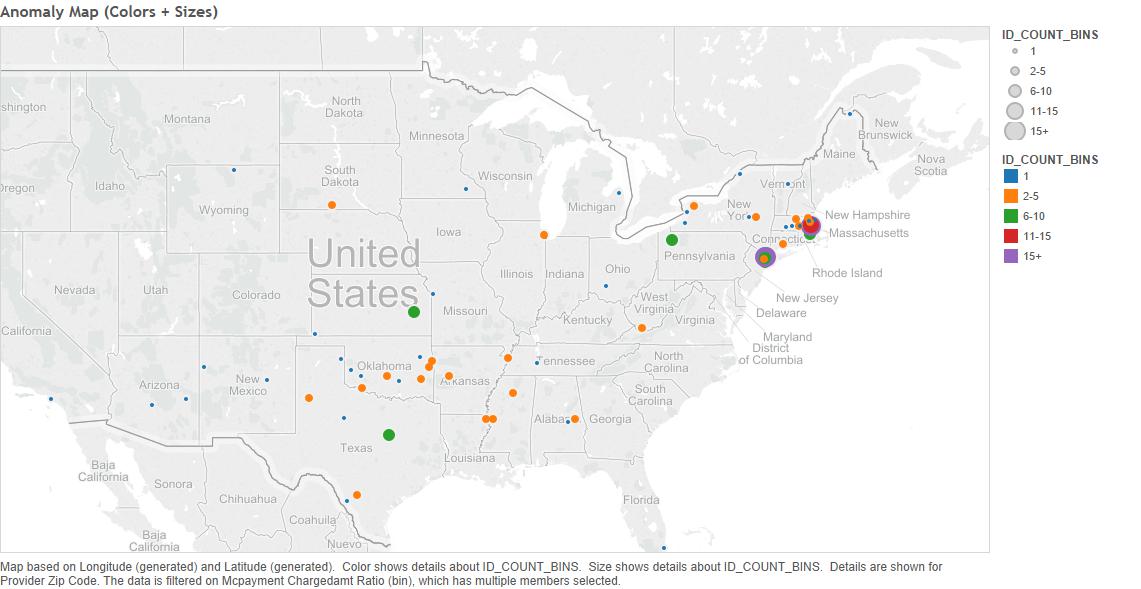 Anomaly Map (Colors + Sizes)
ID_COUNT_BINS
1
2-5
6-10
11-15
15+
ID_COUNT_BINS
1
2-5
6-10
11-15
15+
shington
Montana
North
Dakota
Minnesota
Maine
New
Brunswick
Nova
Scotia
Oregon
Idaho
Wyoming
South
Dakota
Wisconsin
Michigan
New
York
Vermont
New Hampshire
Massachusetts
Connecticut
Rhode Island
Nevada
Utah
Colorado
United
States
Iowa
Illinois
Indiana
Ohio
Pennsylvania
New Jersey
Delaware
Maryland
District
of Columbia
California
Missouri
Kentucky
West
Virginia
Virginia
Arizona
New
Mexico
Oklahoma
Arkansas
Tennessee
North
Carolina
South
Carolina
Texas
Louisiana
Alabama
Georgia
Florida
Baja
California
Sonora
Chihuahua
Coahuila
Nuevo
Baja
California
Map based on Longitude (generated) and Latitude (generated).  Color shows details about ID_COUNT_BINS.  Size shows details about ID_COUNT_BINS.  Details are shown for
Provider Zip Code. The data is filtered on Mcpayment Chargedamt Ratio (bin), which has multiple members selected.